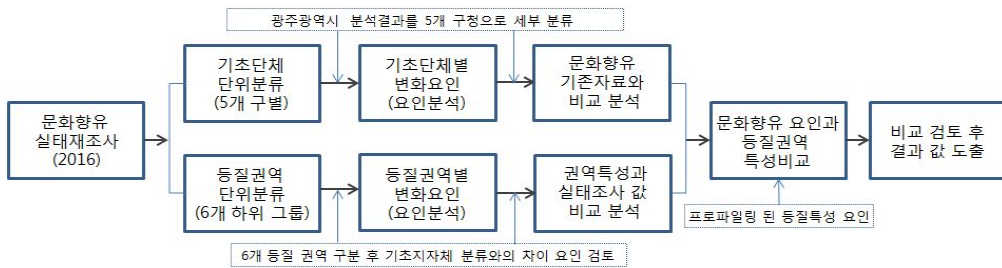 광주광역시 분석결과를 5개 구청으로 세부 분류
기초단체
단위분류
(5개 구별)
기초단체별
변화요인
(요인분석)
문화향유
기존자료와
비교 분석
문화향유
실태재조사
(2016)
문화향유 요인과
등질권역
특성비교
비교 검토 후
결과 값 도출
등질권역
단위분류
(6개 하위 그룹)
등질권역별
변화요인
(요인분석)
권역특성과
실태조사 값
비교 분석
프로파일링 된 등질특성 요인
6개 등질 권역 구분 후 기초지자체 분류와의 차이 요인 검토